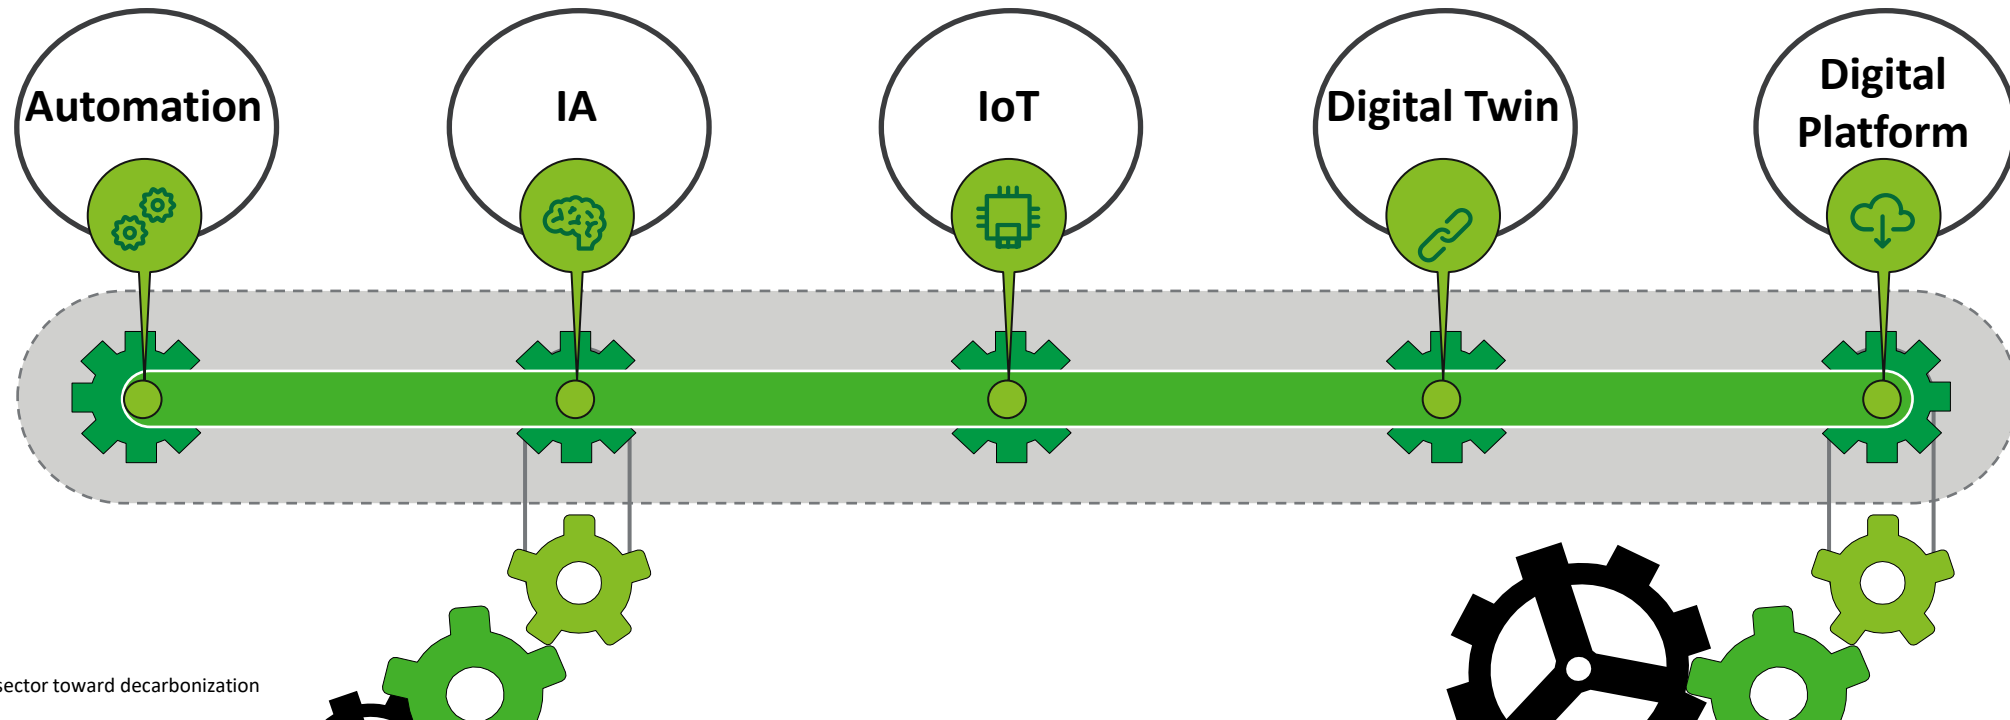 Automation
IA
IoT
Digital Twin
Digital
Platform
sector toward decarbonization